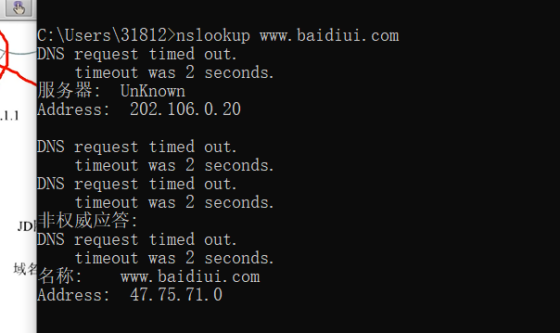 C:\Users\31812>nslookup www.baidiui.com
DNS request timed out.
timeout was 2 seconds.
服务器: UnKnown
Address: 202.106.0.20
.1.1
DNS request timed out.
timeout was 2 seconds.
DNS request timed out.
timeout was 2 seconds.
非权威应答:
JD
DNS request timed out.
timeout was 2 seconds.
域名
名称: www.baidiui.com
Address: 47.75.71.0